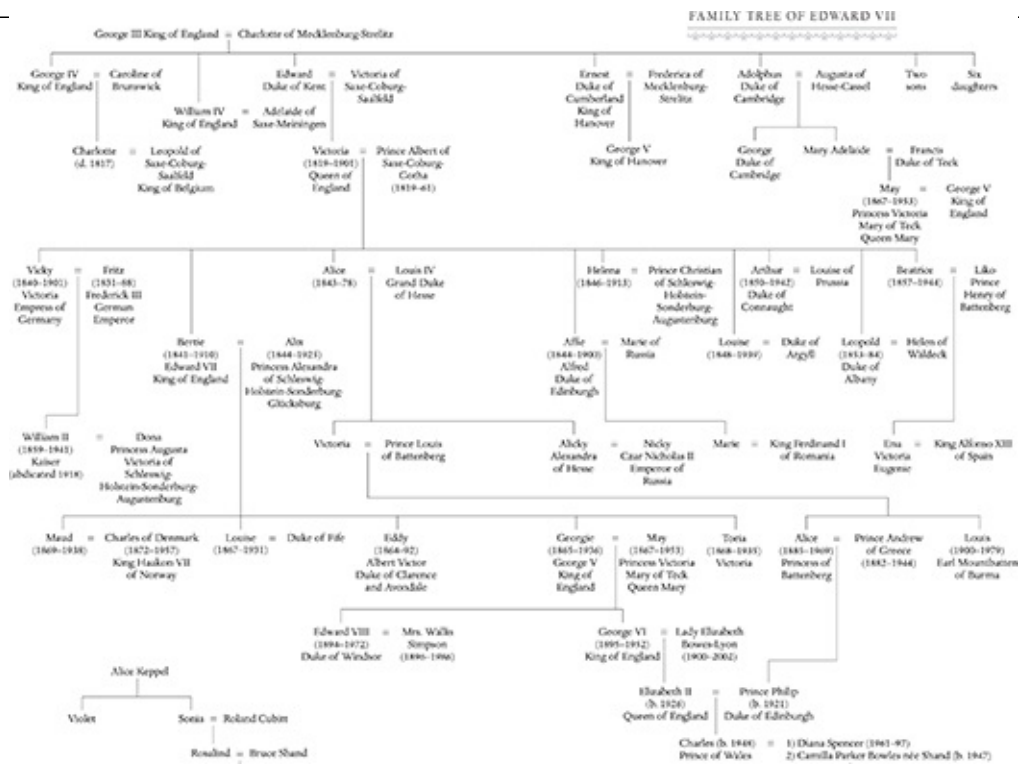 FAMILY TREE OF EDWARD VII
George III King of England = Charlotte of Mecklenburg-Strelitz
George IV = Caroline of
King of England Brunswick
William IV = Adelaide of
King of England Saxe-Meiningen
Edward = Victoria of
Duke of Kent Saxe-Coburg-
Saalfeld
Ernest = Frederica of
Duke of Mecklenburg-
Cumberland Strelitz
King of
Hanover
Adolphus = Augusta of
Duke of Hesse-Cassel
Cambridge
Two
sons
Six
daughters
Charlotte = Leopold of
(d. 1817) Saxe-Coburg-
Saalfeld
King of Belgium
Victoria = Prince Albert of
(1819–1901) Saxe-Coburg-
Queen of Gotha
England (1819–61)
George V
King of Hanover
George
Duke of
Cambridge
Mary Adelaide = Francis
Duke of Teck
May = George V
(1867–1953) King of
Princess Victoria England
Mary of Teck
Queen Mary
Vicky = Fritz
(1840–1901) (1831–88)
Victoria Frederick III
Empress of German
Germany Emperor
Bertie = Alix
(1841–1910) (1844–1925)
Edward VII Princess Alexandra
King of England of Schleswig-
Holstein-Sonderburg-
Glücksburg
Alice = Louis IV
(1843–78) Grand Duke
of Hesse
Affie = Marie of
(1844–1900) Russia
Alfred
Duke of
Edinburgh
Helena = Prince Christian
of Schleswig-
Holstein-
Sonderburg-
Augustenburg
Louise = Duke of
(1848–1939) Argyll
Arthur = Louise of
(1850–1942) Prussia
Duke of
Connaught
Leopold = Helen of
(1853–84) Waldeck
Duke of
Albany
Beatrice = Liko
(1857–1944) Prince
Henry of
Battenberg
William II = Dona
(1859–1941) Princess Augusta
Kaiser Victoria of
(abdicated 1918) Schleswig-
Holstein-Sonderburg-
Augustenburg
Victoria = Prince Louis
of Battenberg
Alicky = Nicky
Alexandra Czar Nicholas II
of Hesse Emperor of
Russia
Marie = King Ferdinand I
of Romania
Ena = King Alfonso XIII
Victoria of Spain
Eugenie
Maud = Charles of Denmark
(1869–1938) (1872–1957)
King Haakon VII
of Norway
Louise = Duke of Fife
(1867–1931)
Eddy
(1864–92)
Albert Victor
Duke of Clarence
and Avondale
Georgie = May
(1865–1936) (1867–1953)
George V Princess Victoria
King of Mary of Teck
England Queen Mary
Toria
(1868–1935)
Victoria
Alice = Prince Andrew
(1885–1969) of Greece
Princess of (1882–1944)
Battenberg
Louis
(1900–1979)
Earl Mountbatten
of Burma
Edward VIII = Mrs. Wallis
(1894–1972) Simpson
Duke of Windsor (1896–1986)
George VI = Lady Elizabeth
(1895–1952) Bowes-Lyon
King of England (1900–2002)
Elizabeth II = Prince Philip
(b. 1926) (b. 1921)
Queen of England Duke of Edinburgh
Charles (b. 1948) = 1) Diana Spencer (1961–97)
Prince of Wales 2) Camilla Parker Bowles née Shand (b. 1947)
Alice Keppel
Violet
Sonia = Roland Cubitt
Rosalind = Bruce Shand